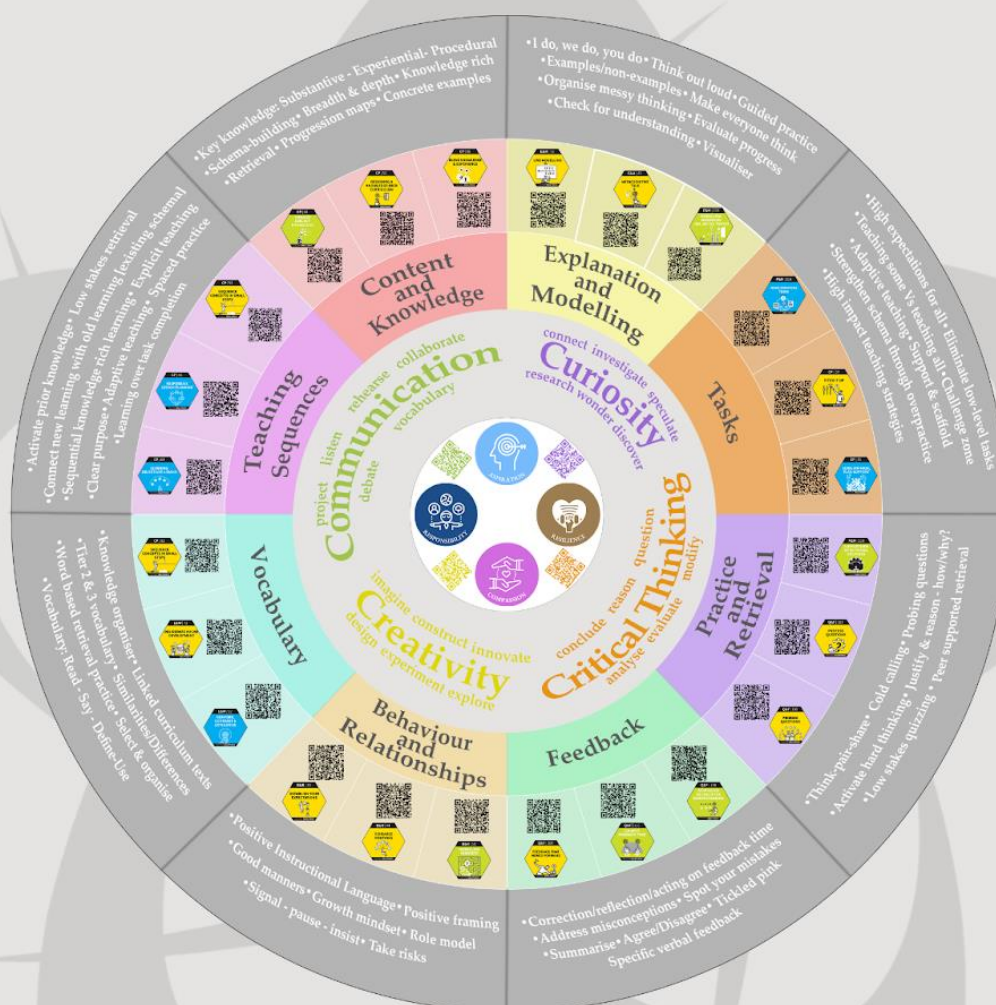 •Key knowledge: Substantive - Experiential- Procedural
•Schema-building• Breadth & depth• Knowledge rich
•Retrieval• Progression maps• Concrete examples
•I do, we do, you do• Think out loud• Guided practice
•Examples/non-examples• Make everyone think
•Organise messy thinking• Evaluate progress
•Check for understanding• Visualiser
•High expectations for all• Eliminate low-level tasks
•Teaching some V teaching all•Challenge zone
•Adaptive teaching• Support & scaffold
•Strengthen schema through overpractice
•High impact teaching strategies
•Think-pair-share• Cold calling• Probing questions
•Activate hard thinking• Justify & reason - how/why?
•Low stakes quizzing • Peer supported retrieval
•Correction/reflection/acting on feedback time
•Address misconceptions• Spot your mistakes
•Summarise• Agree/Disagree• Tickled pink
Specific verbal feedback
•Positive Instructional Language• Positive framing
•Good manners• Growth mindset• Role model
•Signal - pause - insist• Take risks
•Knowledge organiser• Linked curriculum texts
•Tier 2 & 3 vocabulary• Similarities/Differences
•Word based retrieval practice• Select & organise
•Vocabulary: Read - Say - Define-Use
•Activate prior knowledge• Low stakes retrieval
•Connect new learning with old learning [existing schema]
•Sequential knowledge rich learning• Explicit teaching
•Clear purpose• Adaptive teaching• Spaced practice
•Learning over task completion
Content
and
Knowledge
Explanation
and
Modelling
Tasks
Practice
and
Retrieval
Feedback
Behaviour
and
Relationships
Vocabulary
Teaching
Sequences
rehearse collaborate
Communication
project listen
debate
vocabulary
connect investigate speculate
Curiosity
research wonder discover
conclude reason question
Critical Thinking
analyse evaluate modify
imagine construct innovate
Creativity
design experiment explore
ASPIRATION
RESPONSIBILITY
RESILIENCE
COMPASSION